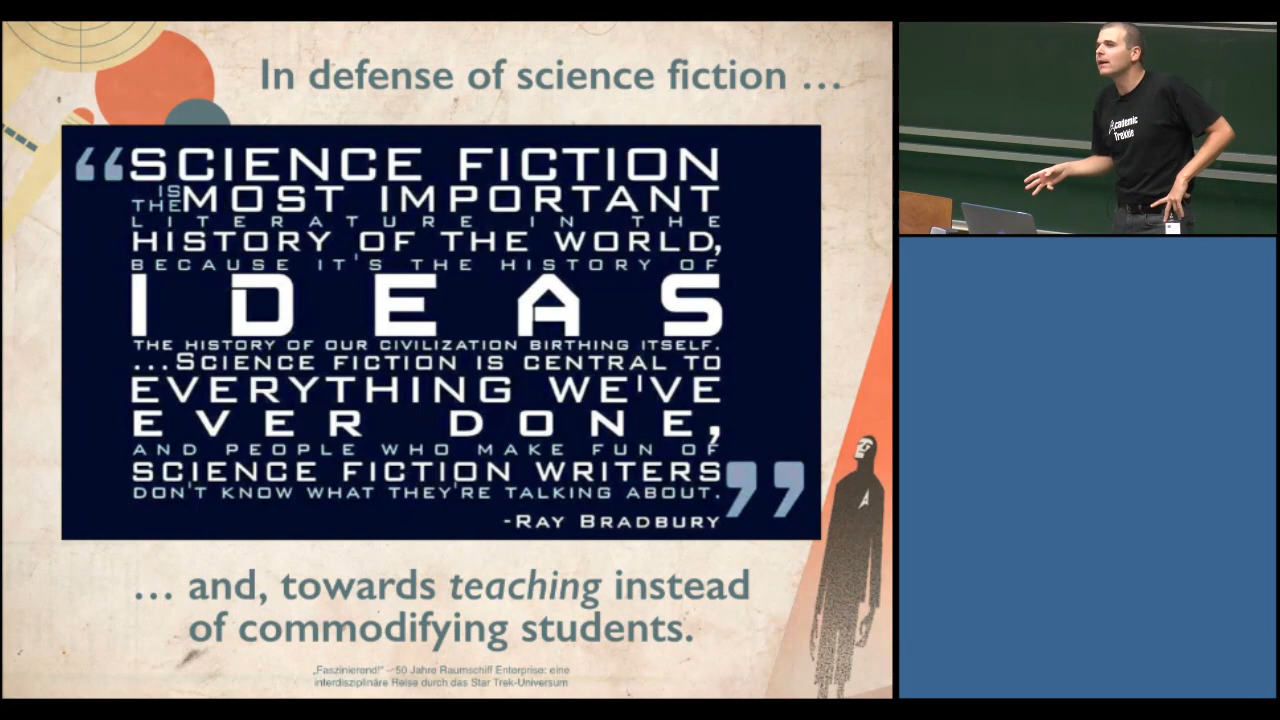 In defense of science fiction ...
“SCIENCE FICTION
IS THE MOST IMPORTANT
LITERATURE IN THE
HISTORY OF THE WORLD,
BECAUSE IT'S THE HISTORY OF
IDEAS
THE HISTORY OF OUR CIVILIZATION BIRTHING ITSELF.
...SCIENCE FICTION IS CENTRAL TO
EVERYTHING WE'VE
EVER DONE,
AND PEOPLE WHO MAKE FUN OF
SCIENCE FICTION WRITERS
DON'T KNOW WHAT THEY'RE TALKING ABOUT.”
-RAY BRADBURY
... and, towards teaching instead
of commodifying students.
„Faszinierend!" – 50 Jahre Raumschiff Enterprise: eine
interdisziplinäre Reise durch das Star Trek-Universum
Academic
Trekkie